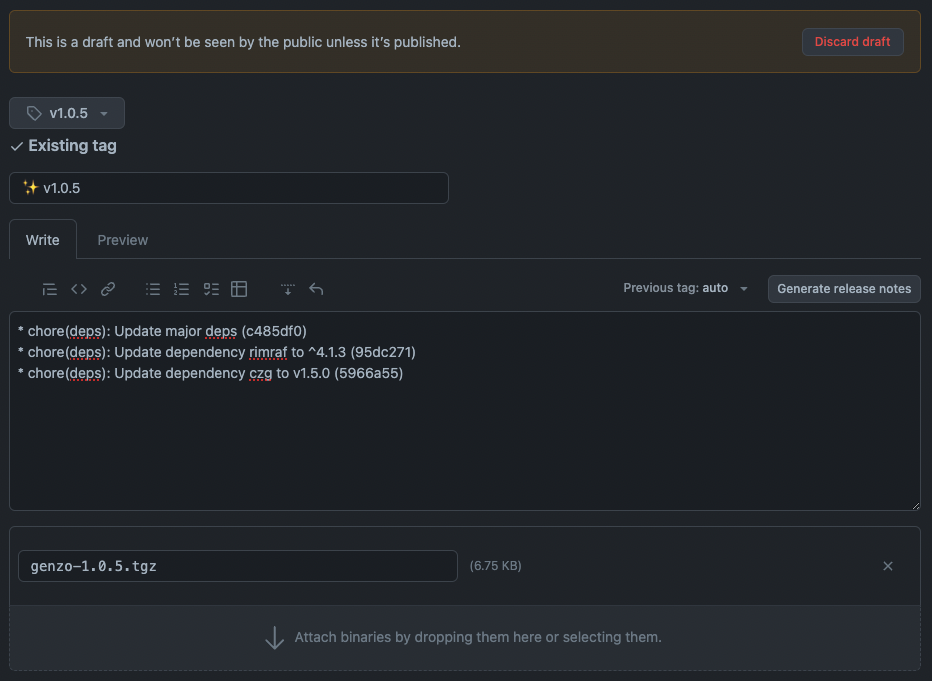 This is a draft and won’t be seen by the public unless it’s published.
Discard draft
v1.0.5
Existing tag
✨ v1.0.5
Write
Preview
Previous tag: auto
Generate release notes
* chore(deps): Update major deps (c485df0)
* chore(deps): Update dependency rimraf to ^4.1.3 (95dc271)
* chore(deps): Update dependency czg to v1.5.0 (5966a55)
genzo-1.0.5.tgz
(6.75 KB)
Attach binaries by dropping them here or selecting them.